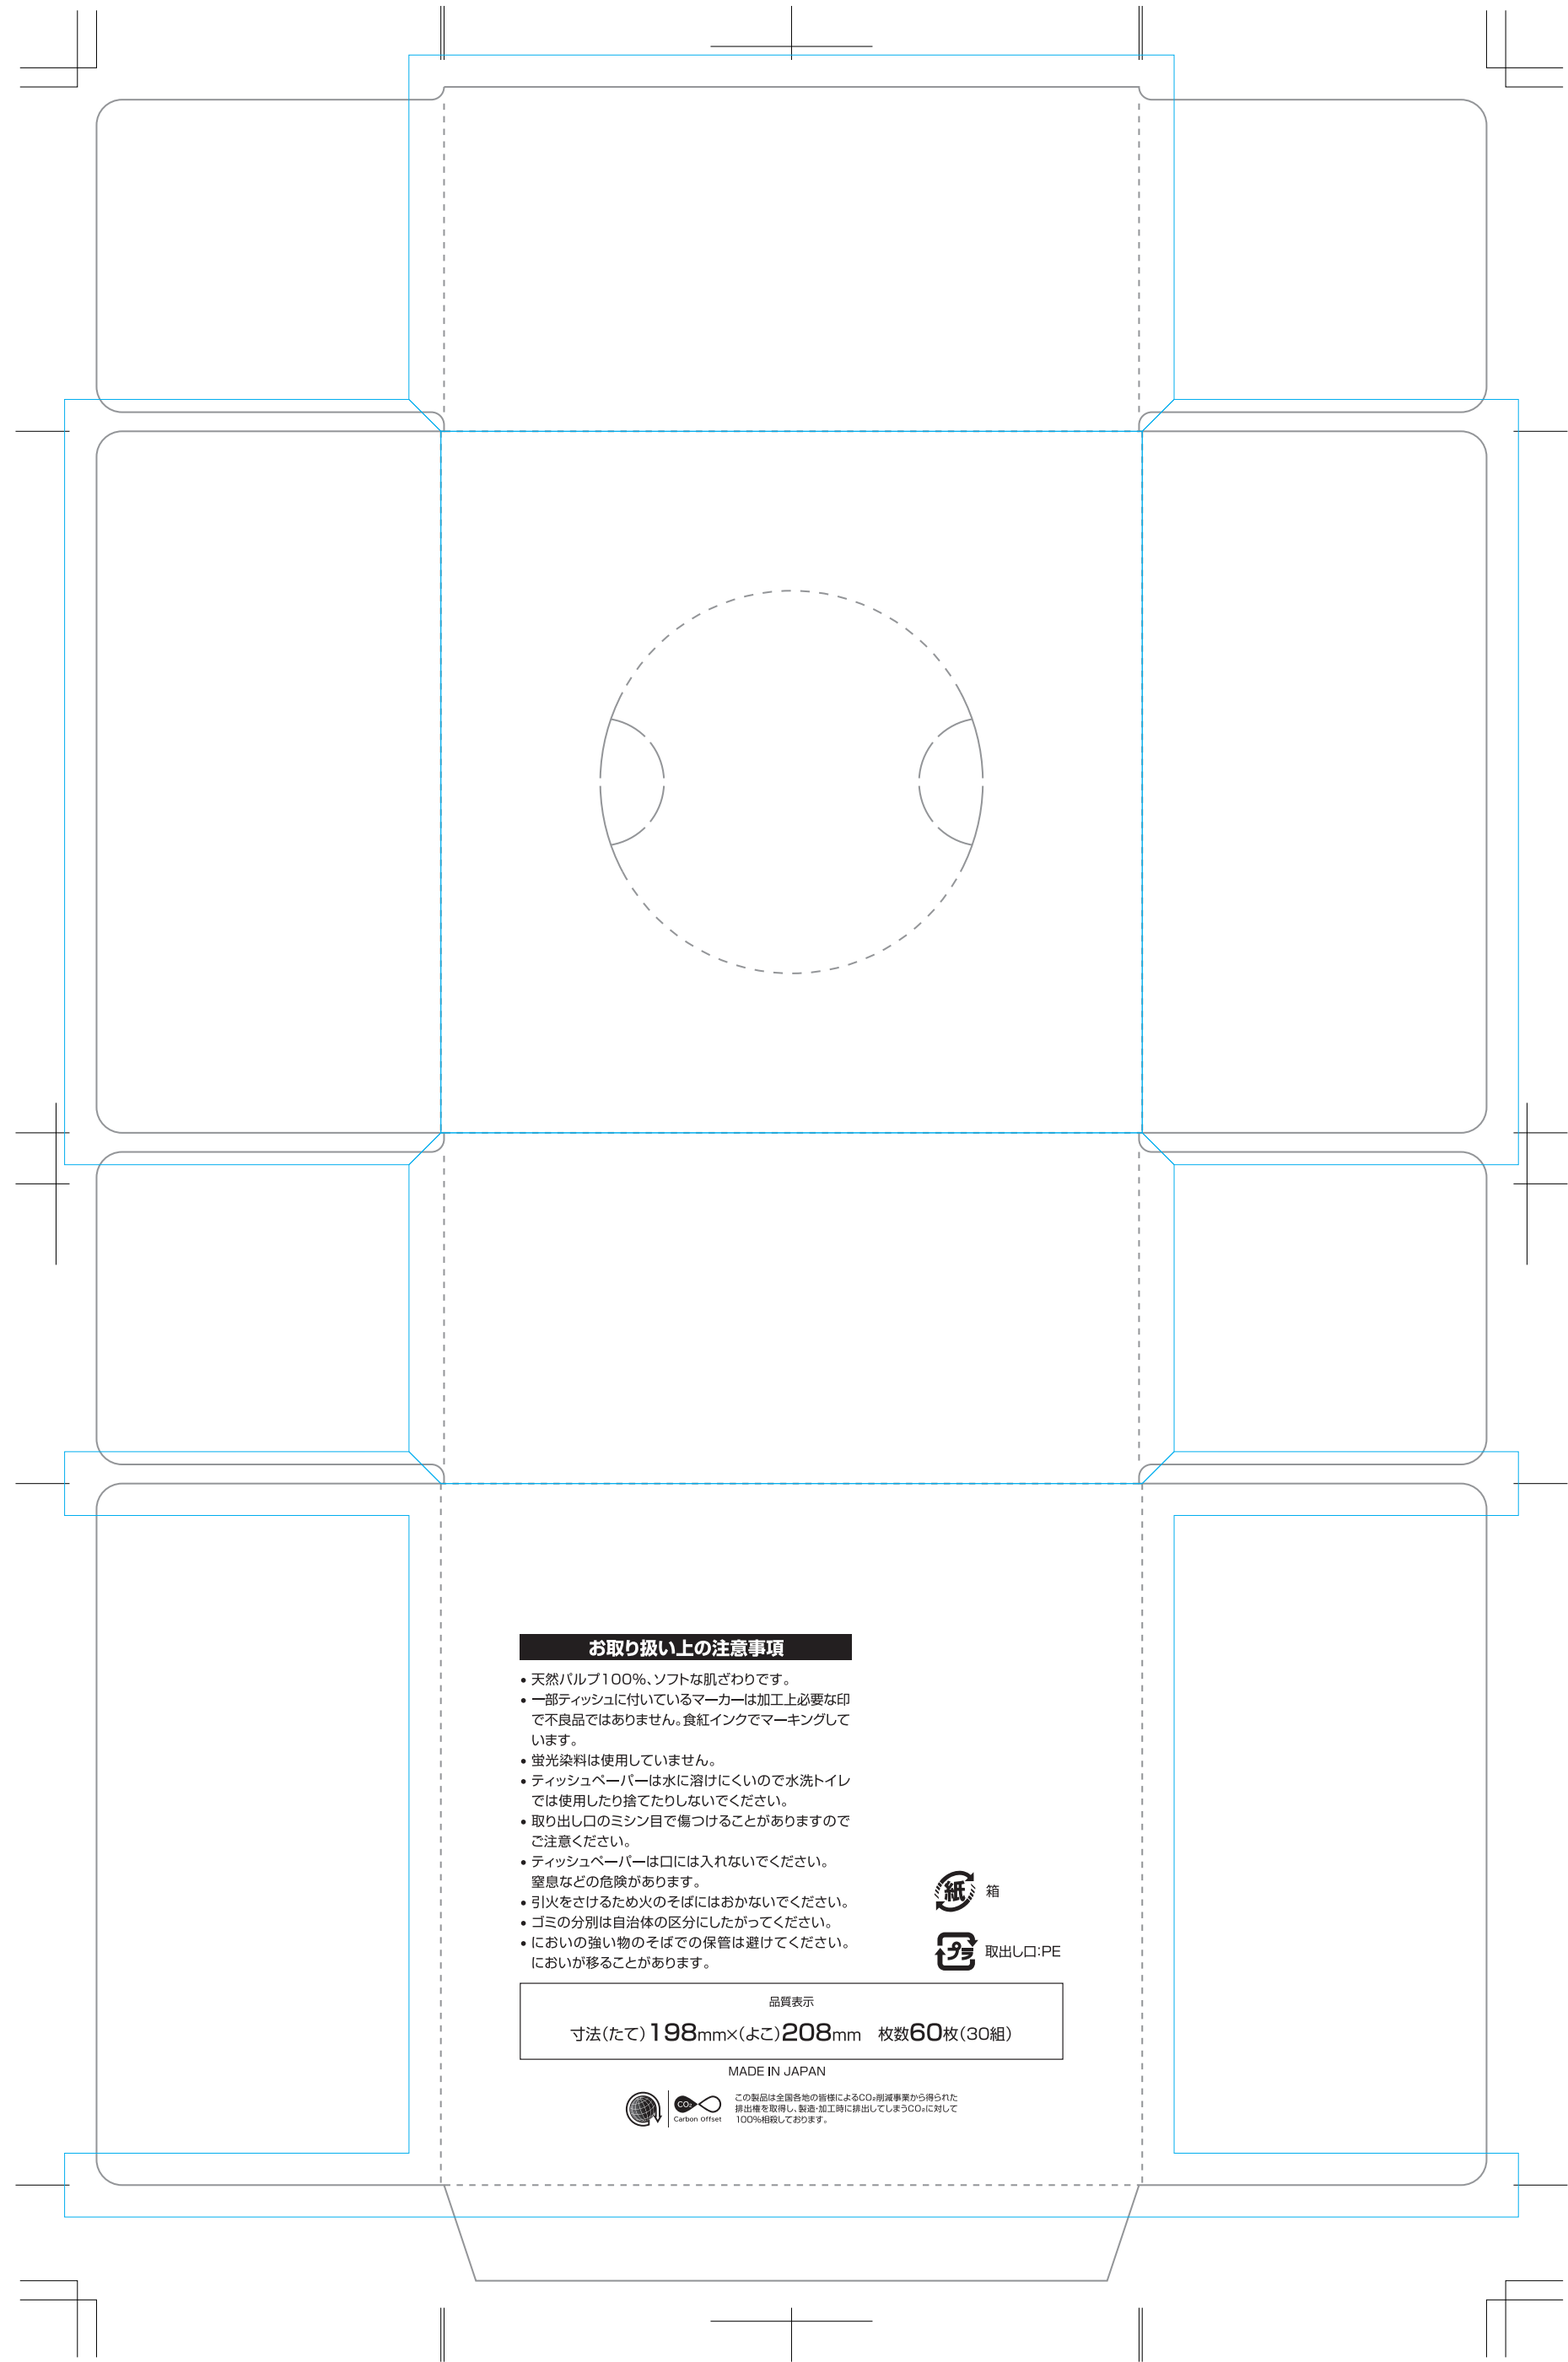 お取り扱い上の注意事項
• 天然パルプ100%、ソフトな肌ざわりです。
• 一部ティッシュに付いているマーカーは加工上必要な印
で不良品ではありません。食紅インクでマーキングして
います。
• 蛍光染料は使用していません。
• ティッシュペーパーは水に溶けにくいので水洗トイレ
では使用したり捨てたりしないでください。
• 取り出し口のミシン目で傷つけることがありますので
ご注意ください。
• ティッシュペーパーは口には入れないでください。
窒息などの危険があります。
• 引火をさけるため火のそばにはおかないでください。
• ゴミの分別は自治体の区分にしたがってください。
• においの強い物のそばでの保管は避けてください。
においが移ることがあります。
紙 箱
プラ 取出し口:PE
品質表示
寸法(たて)198mm×(よこ)208mm 枚数60枚(30組)
MADE IN JAPAN
CO₂
Carbon Offset
この製品は全国各地の皆様によるCO₂削減事業から得られた
排出権を取得し、製造・加工時に排出してしまうCO₂に対して
100%相殺しております。